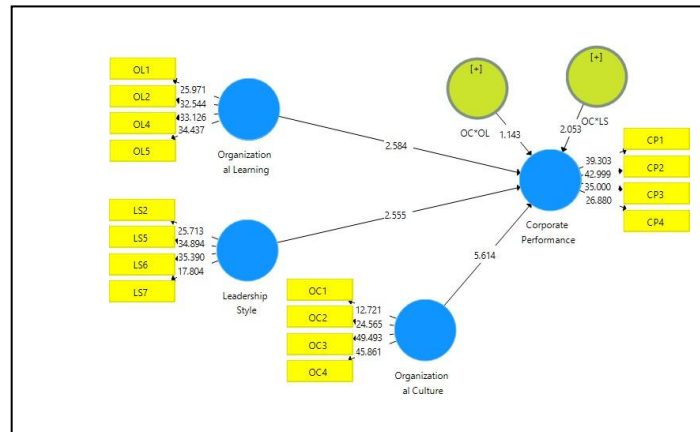 OL1
OL2
OL4
OL5
25.971
32.544
33.126
34.437
Organization
al Learning
2.584
[+]
OC*OL
1.143
[+]
OC*LS
2.053
LS2
LS5
LS6
LS7
25.713
34.894
35.390
17.804
Leadership
Style
2.555
39.303
42.999
35.000
26.880
CP1
CP2
CP3
CP4
Corporate
Performance
OC1
OC2
OC3
OC4
12.721
24.565
49.493
45.861
Organization
al Culture
5.614